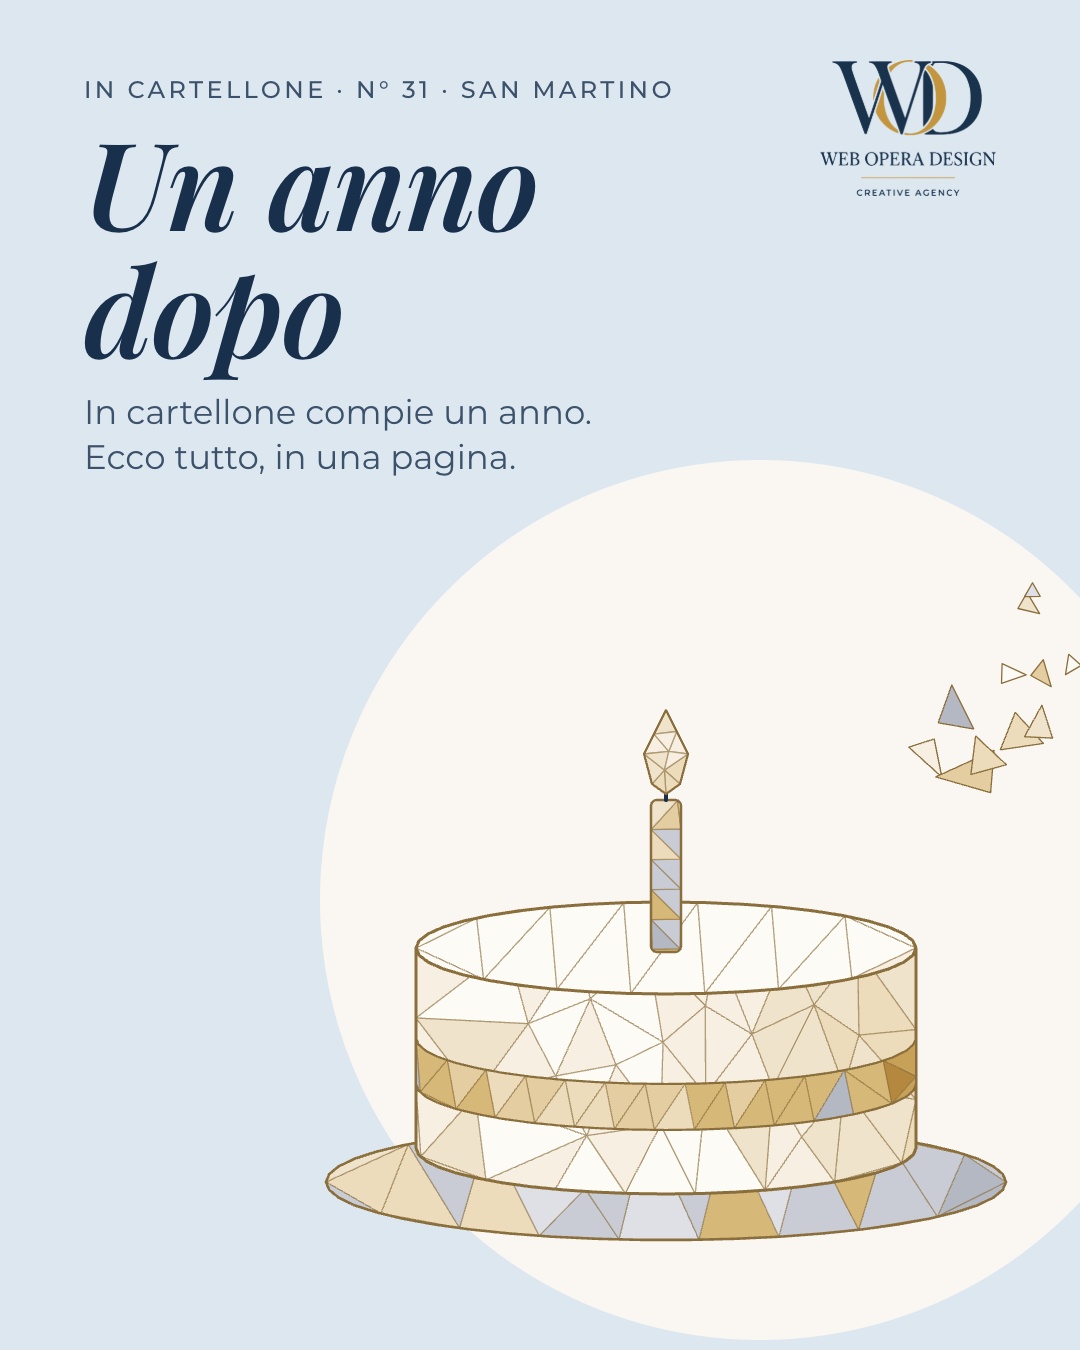 IN CARTELLONE · N° 31 · SAN MARTINO
Un anno
dopo
In cartellone compie un anno.
Ecco tutto, in una pagina.
WOD
WEB OPERA DESIGN
CREATIVE AGENCY